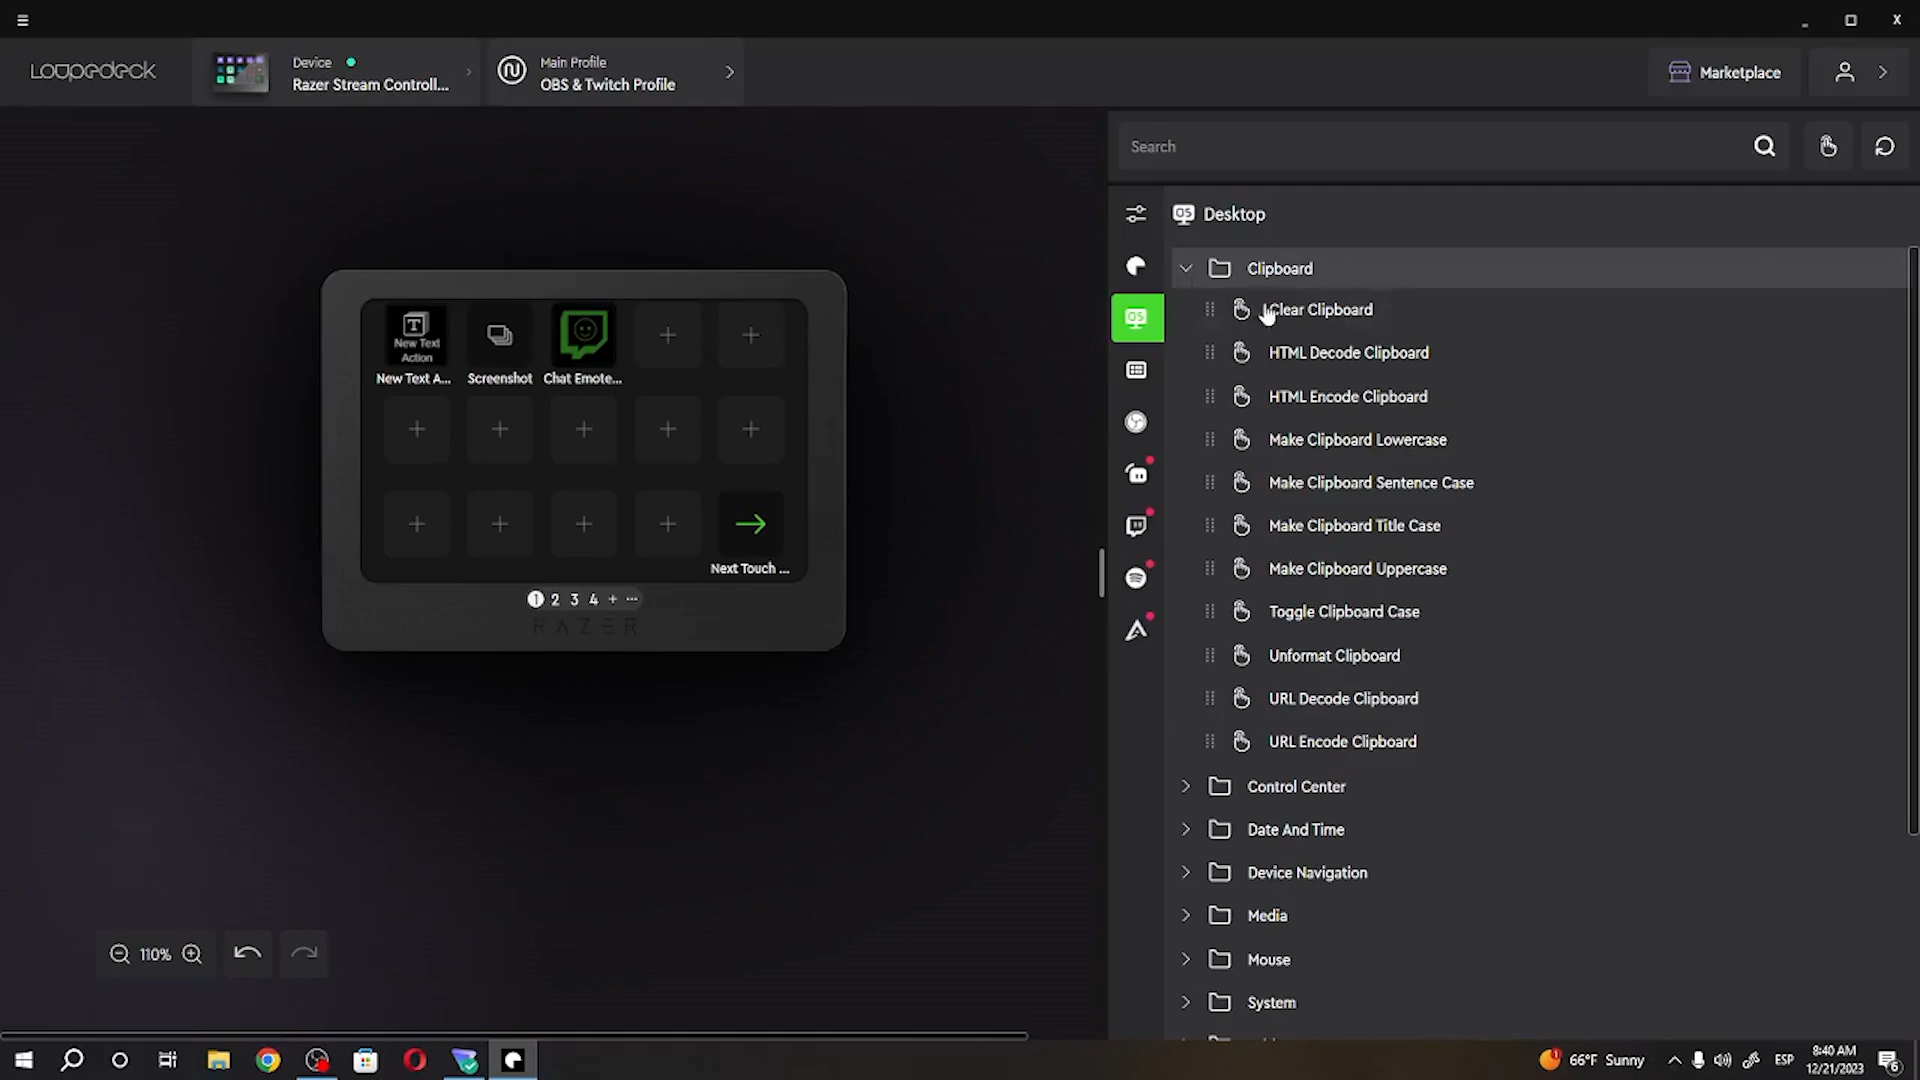 Loupedeck
Device
Razer Stream Controll...
Main Profile
OBS & Twitch Profile
Marketplace
Search
OS Desktop
Clipboard
Clear Clipboard
HTML Decode Clipboard
HTML Encode Clipboard
Make Clipboard Lowercase
Make Clipboard Sentence Case
Make Clipboard Title Case
Make Clipboard Uppercase
Toggle Clipboard Case
Unformat Clipboard
URL Decode Clipboard
URL Encode Clipboard
Control Center
Date And Time
Device Navigation
Media
Mouse
System
OS
T
New Text
Action
New Text A...
Screenshot
Chat Emote...
Next Touch ...
1 2 3 4 + ...
RAZER
110%
66°F Sunny
ESP
8:40 AM
12/21/2023
6